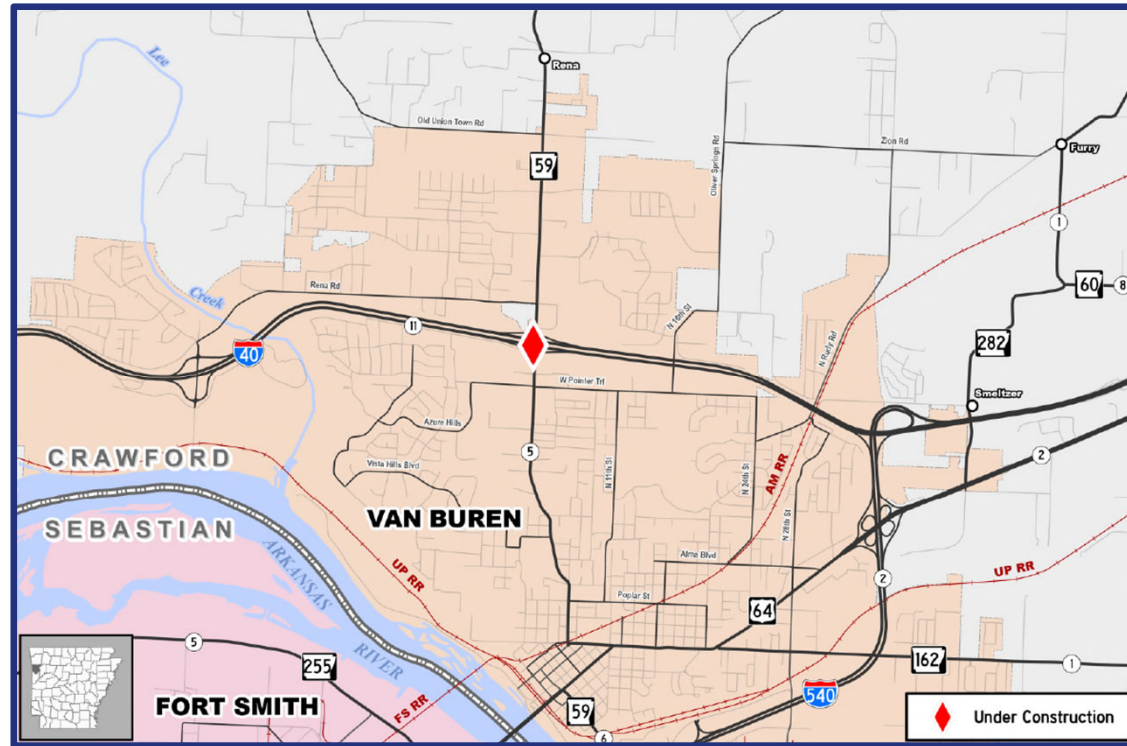 Lee
Rena
Old Union Town Rd
Oliver Springs Rd
Zion Rd
Furry
59
1
60
8
Creek
Rena Rd
N 16th St
N Rudy Rd
11
40
282
W Pointer Trl
Smeltzer
Azure Hills
5
N 11th St
N 24th St
AM RR
2
CRAWFORD
Vista Hills Blvd
N 28th St
SEBASTIAN
VAN BUREN
ARKANSAS
RIVER
UP RR
Alma Blvd
2
UP RR
Poplar St
64
5
255
162
1
FORT SMITH
FS RR
59
540
6
Under Construction